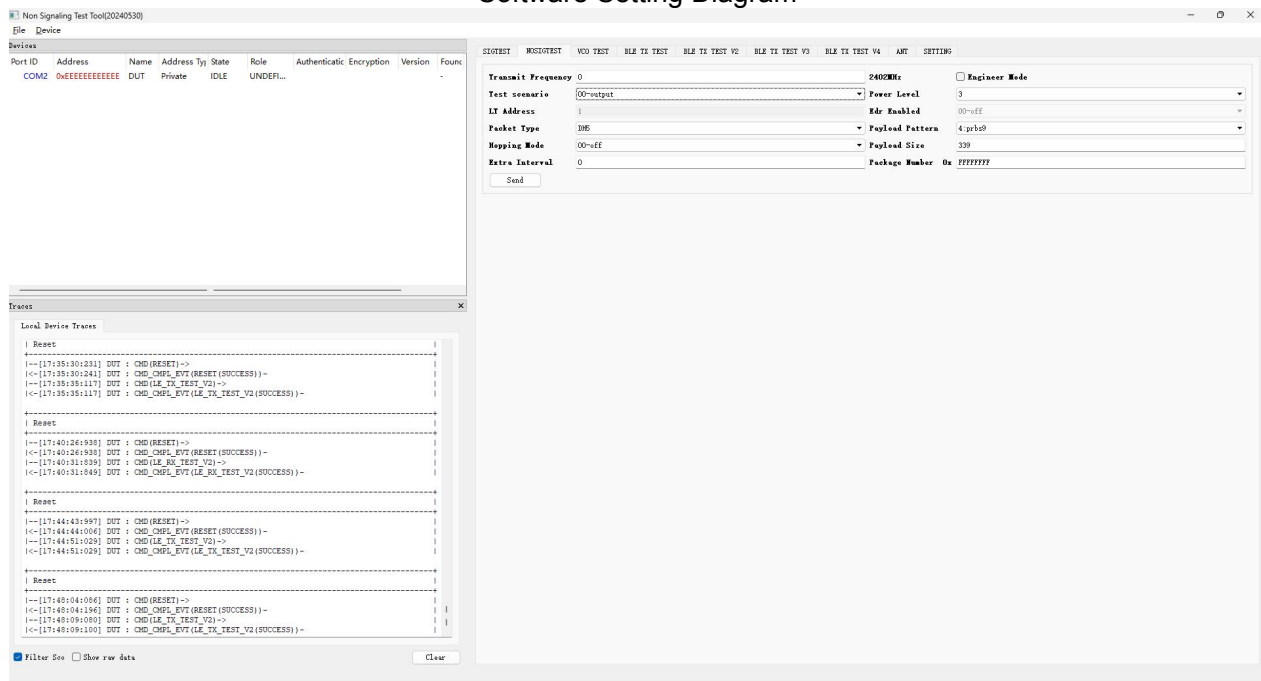 Software Setting Diagram
Non Signaling Test Tool(20240530)
File Device
Devices
Port ID Address Name Address Ty State Role Authenticatic Encryption Version Found
COM2 0xEEEEEEEEEEEE DUT Private IDLE UNDEFI... -
SIGTEST NOSIGTEST VCO TEST BLE TX TEST BLE TX TEST V2 BLE TX TEST V3 BLE TX TEST V4 ANT SETTING
Transmit Frequency 0 2402MHz Engineer Mode
Test scenario 00-output Power Level 3
LT Address 1 Edr Enabled 00-off
Packet Type DM5 Payload Pattern 4:prbs9
Hopping Mode 00-off Payload Size 339
Extra Interval 0 Package Number 0x FFFFFFFF
Send
Traces
Local Device Traces
| Reset |
|--[17:35:30:231] DUT : CMD(RESET)-> |
|<-[17:35:30:241] DUT : CMD_CMPL_EVT(RESET(SUCCESS))- |
|--[17:35:35:117] DUT : CMD(LE_TX_TEST_V2)-> |
|<-[17:35:35:117] DUT : CMD_CMPL_EVT(LE_TX_TEST_V2(SUCCESS))- |
| Reset |
|--[17:40:26:938] DUT : CMD(RESET)-> |
|<-[17:40:26:938] DUT : CMD_CMPL_EVT(RESET(SUCCESS))- |
|--[17:40:31:839] DUT : CMD(LE_RX_TEST_V2)-> |
|<-[17:40:31:849] DUT : CMD_CMPL_EVT(LE_RX_TEST_V2(SUCCESS))- |
| Reset |
|--[17:44:43:997] DUT : CMD(RESET)-> |
|<-[17:44:44:006] DUT : CMD_CMPL_EVT(RESET(SUCCESS))- |
|--[17:44:51:029] DUT : CMD(LE_TX_TEST_V2)-> |
|<-[17:44:51:029] DUT : CMD_CMPL_EVT(LE_TX_TEST_V2(SUCCESS))- |
| Reset |
|--[17:48:04:086] DUT : CMD(RESET)-> |
|<-[17:48:04:196] DUT : CMD_CMPL_EVT(RESET(SUCCESS))- |
|--[17:48:09:080] DUT : CMD(LE_TX_TEST_V2)-> |
|<-[17:48:09:100] DUT : CMD_CMPL_EVT(LE_TX_TEST_V2(SUCCESS))- |
Filter Sco Show raw data Clear